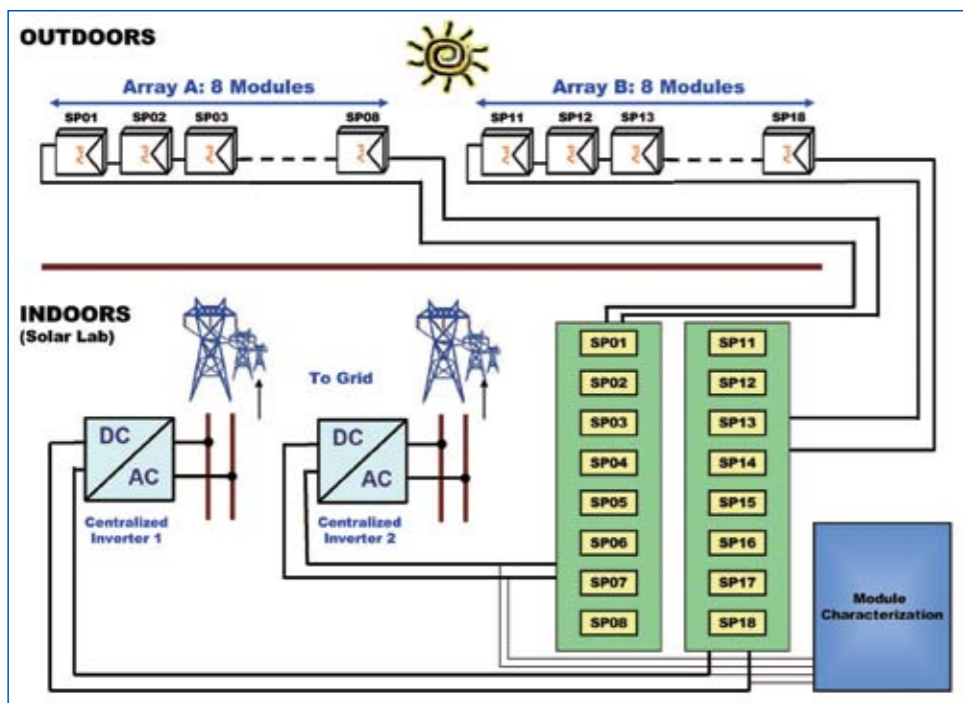 OUTDOORS
Array A: 8 Modules
Array B: 8 Modules
SP01
SP02
SP03
SP08
SP11
SP12
SP13
SP18
INDOORS
(Solar Lab)
To Grid
DC
AC
Centralized
Inverter 1
DC
AC
Centralized
Inverter 2
SP01
SP02
SP03
SP04
SP05
SP06
SP07
SP08
SP11
SP12
SP13
SP14
SP15
SP16
SP17
SP18
Module
Characterization